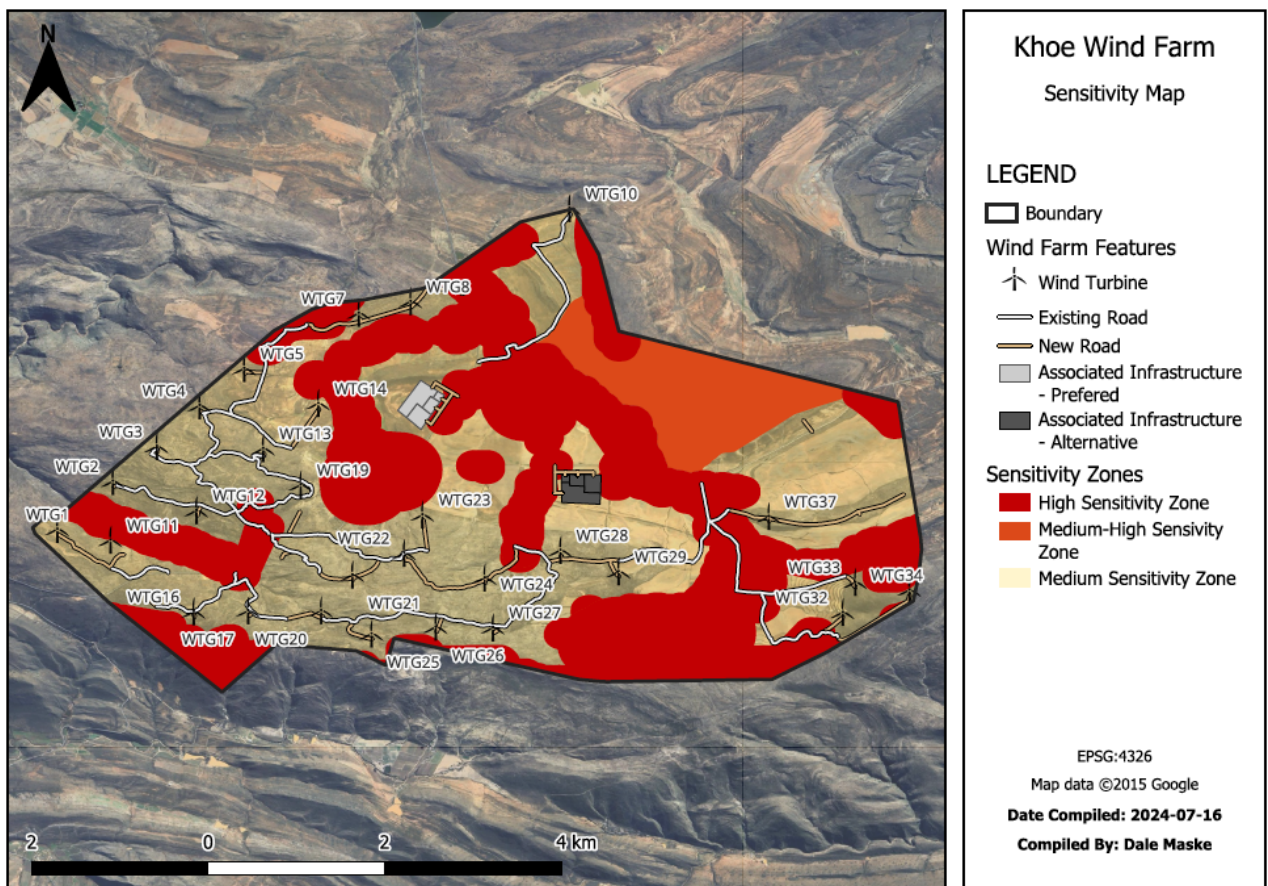 N
WTG10
WTG7
WTG8
WTG5
WTG4
WTG14
WTG3
WTG13
WTG2
WTG19
WTG12
WTG23
WTG37
WTG1
WTG11
WTG22
WTG28
WTG29
WTG33
WTG34
WTG24
WTG16
WTG21
WTG27
WTG32
WTG17
WTG20
WTG25
WTG26
2 0 2 4 km
Khoe Wind Farm
Sensitivity Map
LEGEND
Boundary
Wind Farm Features
Wind Turbine
Existing Road
New Road
Associated Infrastructure
- Prefered
Associated Infrastructure
- Alternative
Sensitivity Zones
High Sensitivity Zone
Medium-High Sensivity
Zone
Medium Sensitivity Zone
EPSG:4326
Map data ©2015 Google
Date Compiled: 2024-07-16
Compiled By: Dale Maske